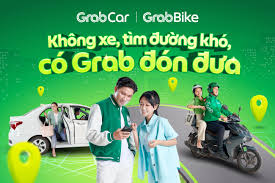 GrabCar | GrabBike
Không xe, tìm đường khó,
có Grab đón đưa